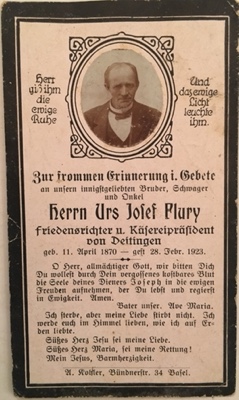 Herr
gib ihm
die
ewige
Ruhe
Und
das ewige
Licht
leuchte
ihm.
Zur frommen Erinnerung i. Gebete
an unsern innigstgeliebten Bruder, Schwager
und Onkel
Herrn Urs Josef Flury
Friedensrichter u. Käsereipräsident
von Deitingen
geb. 11. April 1870 — gest 28. Febr. 1923.
O Herr, allmächtiger Gott, wir bitten Dich
Du wollest durch Dein vergossenes kostbares Blut
die Seele deines Dieners Joseph in die ewigen
Freuden aufnehmen, der Du lebst und regierst
in Ewigkeit. Amen.
Vater unser. Ave Maria.
Ich sterbe, aber meine Liebe stirbt nicht. Ich
werde euch im Himmel lieben, wie ich auf Er-
den liebte.
Süßes Herz Jesu sei meine Liebe.
Süßes Herz Maria, sei meine Rettung!
Mein Jesus, Barmherzigkeit.
A. Bündnerstr. 34 Basel.